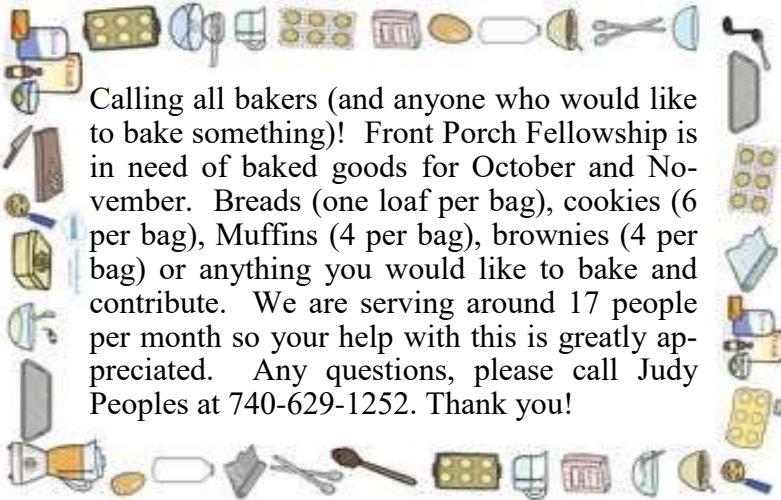 Calling all bakers (and anyone who would like
to bake something)!  Front Porch Fellowship is
in need of baked goods for October and No-
vember.  Breads (one loaf per bag), cookies (6
per bag), Muffins (4 per bag), brownies (4 per
bag) or anything you would like to bake and
contribute.  We are serving around 17 people
per month so your help with this is greatly ap-
preciated.  Any questions, please call Judy
Peoples at 740-629-1252. Thank you!